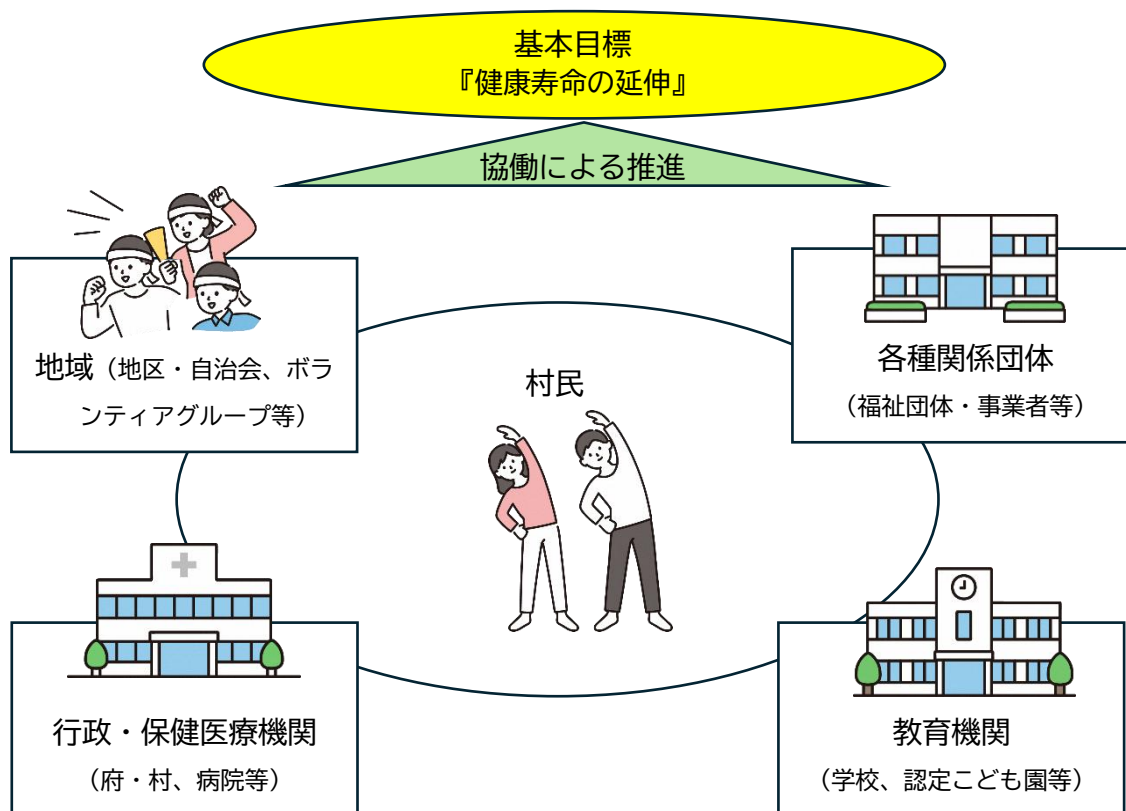 基本目標
『健康寿命の延伸』
協働による推進
地域（地区・自治会、ボラ
ンティアグループ等）
各種関係団体
（福祉団体・事業者等）
村民
行政・保健医療機関
（府・村、病院等）
教育機関
（学校、認定こども園等）